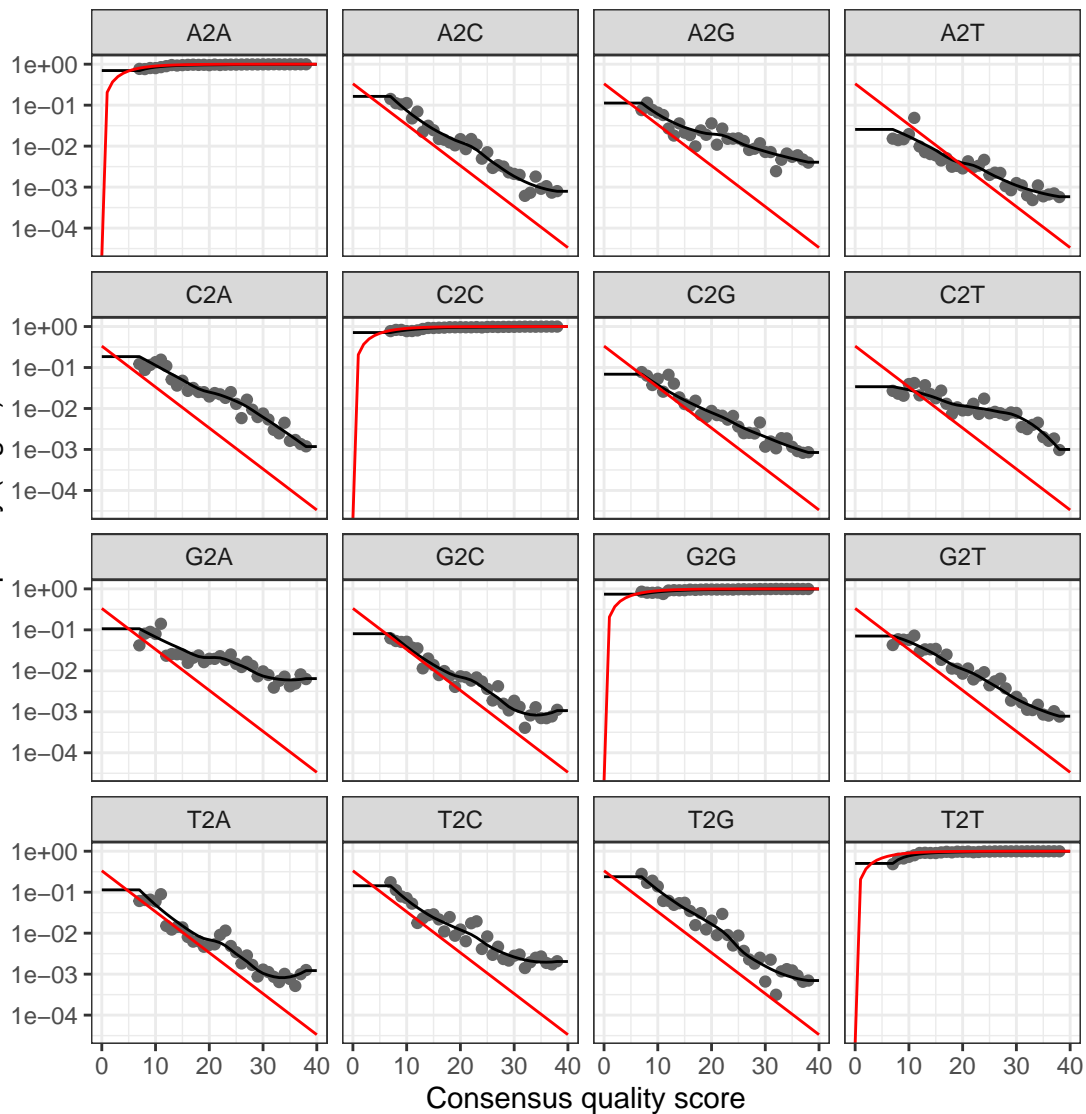 A2A A2C A2G A2T
1e+00
1e−01
1e−02
1e−03
1e−04
C2A C2C C2G C2T
1e+00
1e−01
1e−02
1e−03
1e−04
G2A G2C G2G G2T
1e+00
1e−01
1e−02
1e−03
1e−04
T2A T2C T2G T2T
1e+00
1e−01
1e−02
1e−03
1e−04
0 10 20 30 40 0 10 20 30 40 0 10 20 30 40 0 10 20 30 40
Consensus quality score